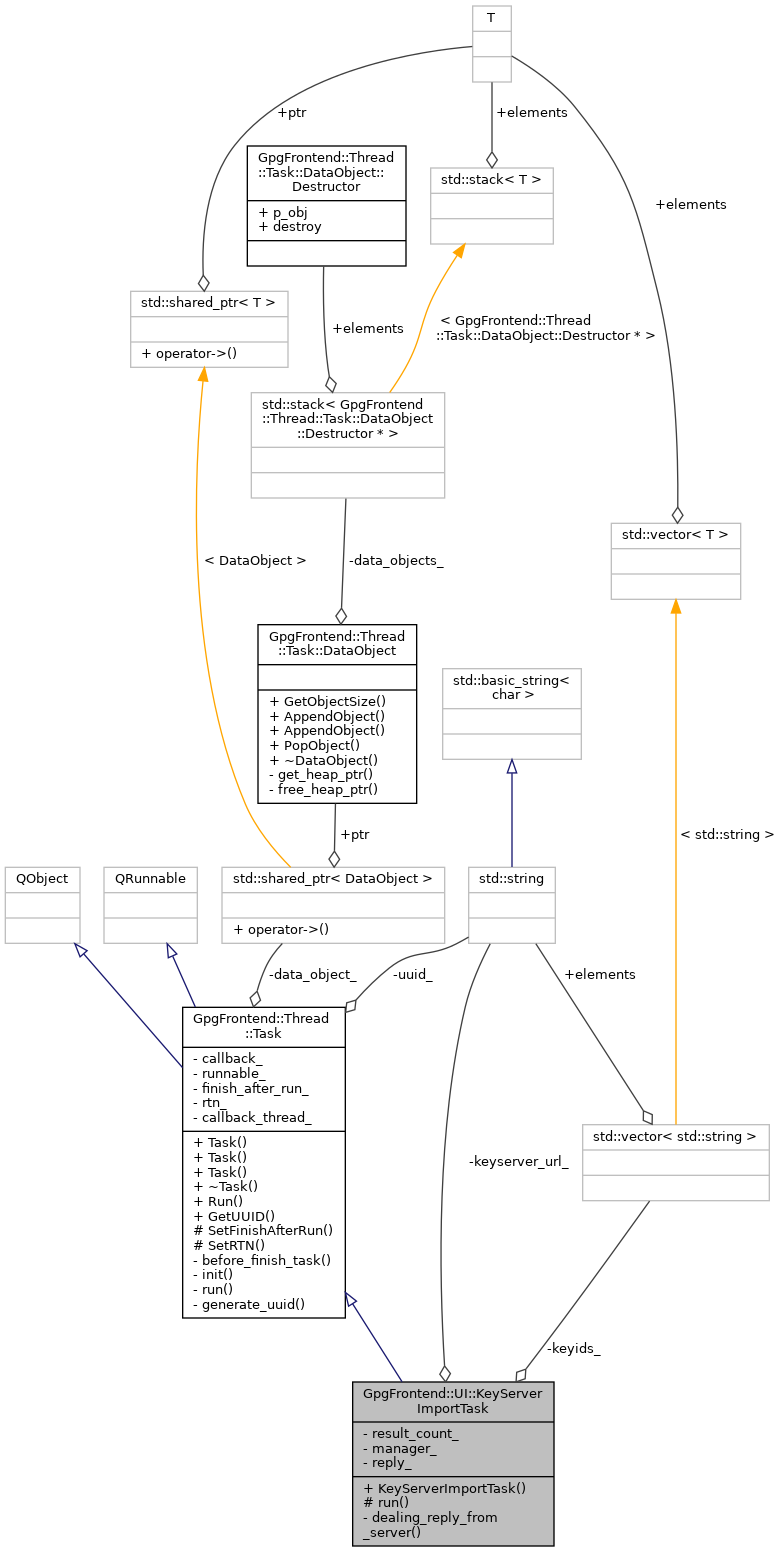 T
+ptr
+elements
GpgFrontend::Thread
::Task::DataObject::
Destructor
+ p_obj
+ destroy
std::stack< T >
+elements
std::shared_ptr< T >
+ operator->()
+elements
< GpgFrontend::Thread
::Task::DataObject::Destructor * >
std::stack< GpgFrontend
::Thread::Task::DataObject
::Destructor * >
std::vector< T >
< DataObject >
-data_objects_
GpgFrontend::Thread
::Task::DataObject
+ GetObjectSize()
+ AppendObject()
+ AppendObject()
+ PopObject()
+ ~DataObject()
- get_heap_ptr()
- free_heap_ptr()
std::basic_string<
char >
+ptr
< std::string >
QObject
QRunnable
std::shared_ptr< DataObject >
+ operator->()
std::string
-data_object_
-uuid_
+elements
GpgFrontend::Thread
::Task
- callback_
- runnable_
- finish_after_run_
- rtn_
- callback_thread_
+ Task()
+ Task()
+ Task()
+ ~Task()
+ Run()
+ GetUUID()
# SetFinishAfterRun()
# SetRTN()
- before_finish_task()
- init()
- run()
- generate_uuid()
std::vector< std::string >
-keyserver_url_
-keyids_
GpgFrontend::UI::KeyServer
ImportTask
- result_count_
- manager_
- reply_
+ KeyServerImportTask()
# run()
- dealing_reply_from
_server()